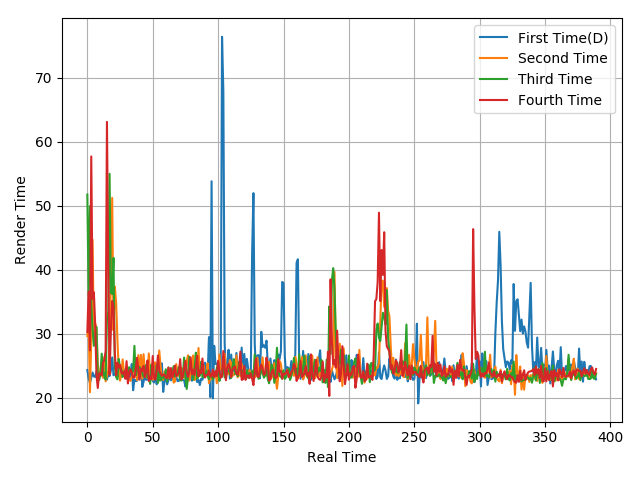 First Time(D)
Second Time
Third Time
Fourth Time
Render Time
70
60
50
40
30
20
0 50 100 150 200 250 300 350 400
Real Time